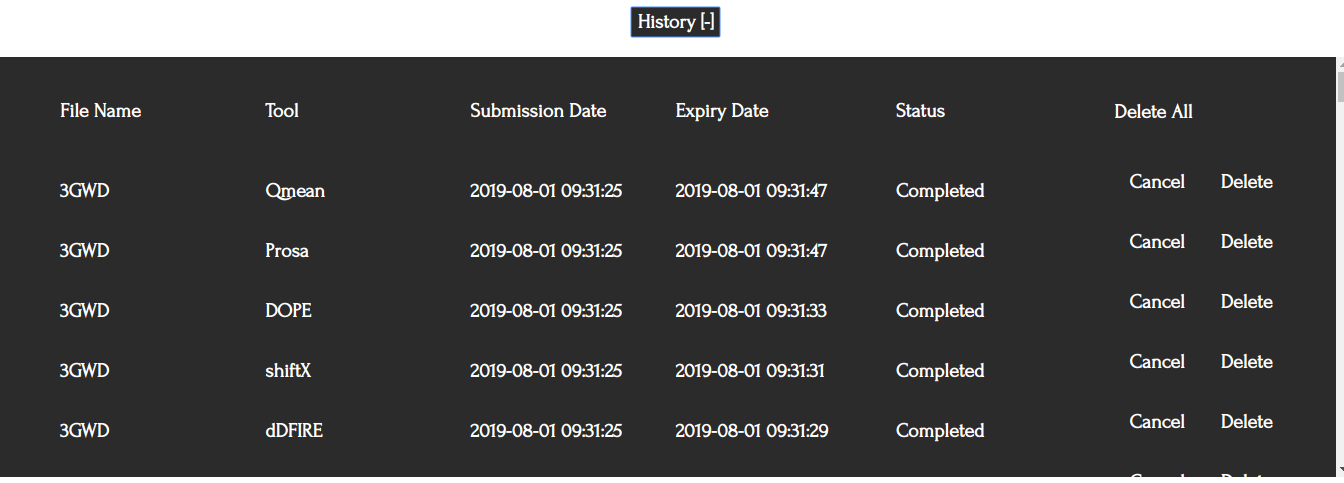 History [-]
File Name Tool Submission Date Expiry Date Status Delete All
3GWD Qmean 2019-08-01 09:31:25 2019-08-01 09:31:47 Completed Cancel Delete
3GWD Prosa 2019-08-01 09:31:25 2019-08-01 09:31:47 Completed Cancel Delete
3GWD DOPE 2019-08-01 09:31:25 2019-08-01 09:31:33 Completed Cancel Delete
3GWD shiftX 2019-08-01 09:31:25 2019-08-01 09:31:31 Completed Cancel Delete
3GWD dDFIRE 2019-08-01 09:31:25 2019-08-01 09:31:29 Completed Cancel Delete